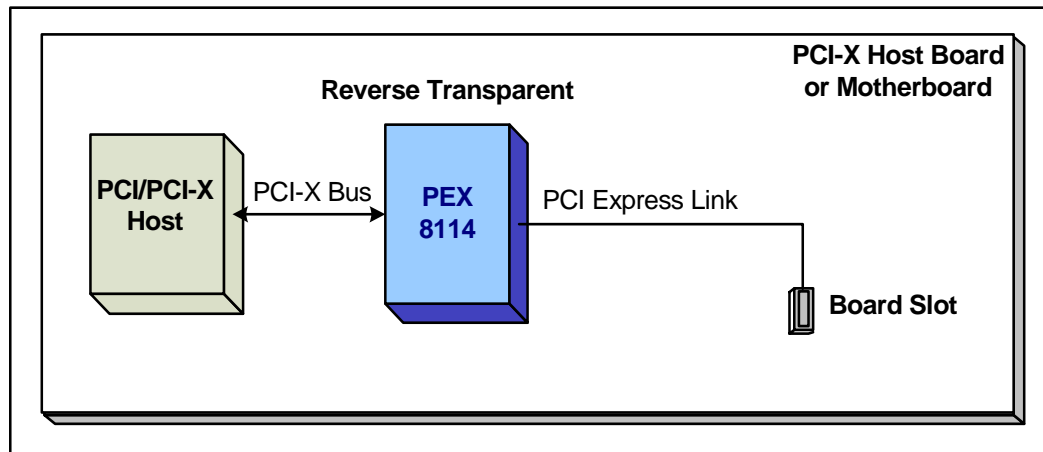 PCI-X Host Board
or Motherboard
Reverse Transparent
PCI/PCI-X
Host
PCI-X Bus
PEX
8114
PCI Express Link
Board Slot